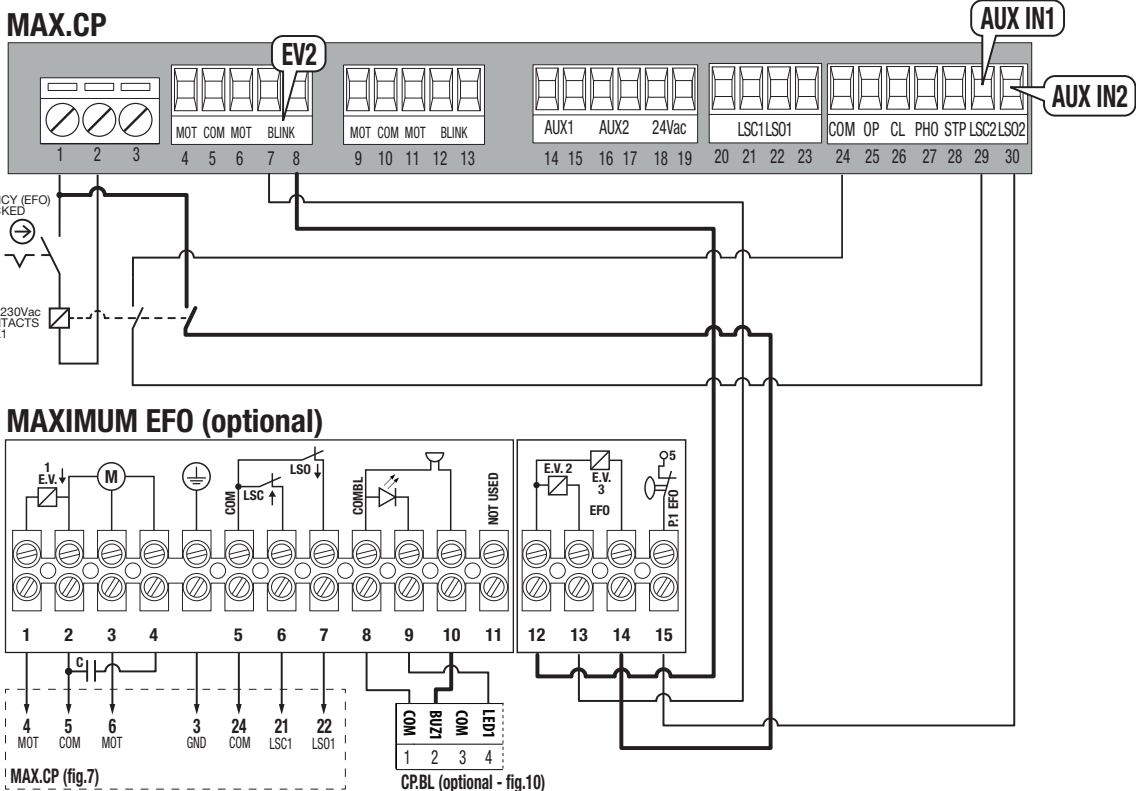 MAX.CP
AUX IN1
EV2
AUX IN2
MOT COM MOT BLINK
MOT COM MOT BLINK
AUX1 AUX2 24Vac
LSC1 LSO1
COM OP CL PHO STP LSC2 LSO2
1 2 3
4 5 6 7 8
9 10 11 12 13
14 15 16 17 18 19
20 21 22 23
24 25 26 27 28 29 30
(EFO)
230Vac
MAXIMUM EFO (optional)
1
E.V.
M
COM
LSC
LSO
COMBL
NOT USED
E.V. 2
E.V.
3
EFO
5
P.1 EFO
1 2 3 4 5 6 7 8 9 10 11
12 13 14 15
C
4 5 6 3 24 21 22
MOT COM MOT GND COM LSC1 LSO1
MAX.CP (fig.7)
COM BUZ1 COM LED1
1 2 3 4
CP.BL (optional - fig.10)